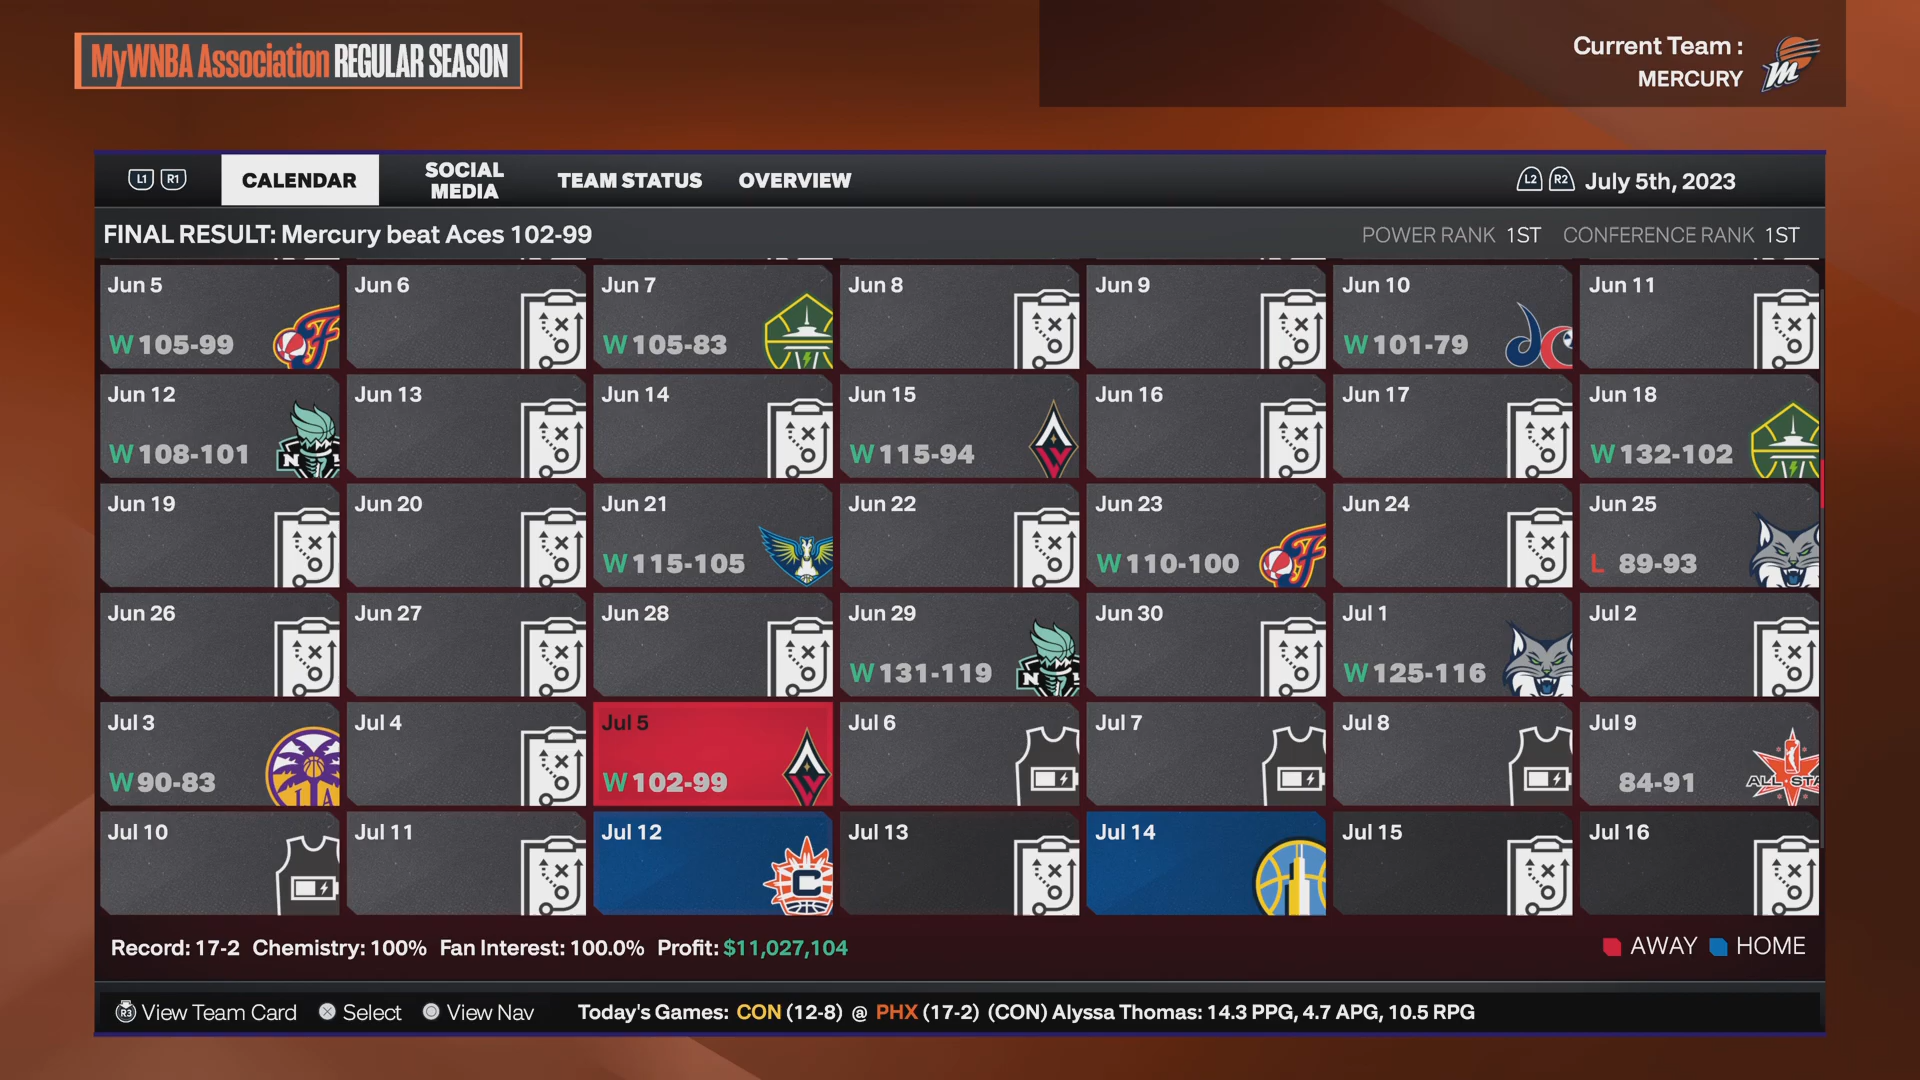 MyWNBA Association REGULAR SEASON
Current Team :
MERCURY
L1 R1
CALENDAR
SOCIAL
MEDIA
TEAM STATUS
OVERVIEW
L2 R2
July 5th, 2023
FINAL RESULT: Mercury beat Aces 102-99
POWER RANK 1ST CONFERENCE RANK 1ST
Jun 5
W 105-99
Jun 6
Jun 7
W 105-83
Jun 8
Jun 9
Jun 10
W 101-79
Jun 11
Jun 12
W 108-101
Jun 13
Jun 14
Jun 15
W 115-94
Jun 16
Jun 17
Jun 18
W 132-102
Jun 19
Jun 20
Jun 21
W 115-105
Jun 22
Jun 23
W 110-100
Jun 24
Jun 25
L 89-93
Jun 26
Jun 27
Jun 28
Jun 29
W 131-119
Jun 30
Jul 1
W 125-116
Jul 2
Jul 3
W 90-83
LA
Jul 4
Jul 5
W 102-99
Jul 6
Jul 7
Jul 8
Jul 9
84-91
ALL STA
Jul 10
Jul 11
Jul 12
C
Jul 13
Jul 14
Jul 15
Jul 16
Record: 17-2 Chemistry: 100% Fan Interest: 100.0% Profit: $11,027,104
AWAY HOME
R3 View Team Card Select View Nav
Today's Games: CON (12-8) @ PHX (17-2) (CON) Alyssa Thomas: 14.3 PPG, 4.7 APG, 10.5 RPG